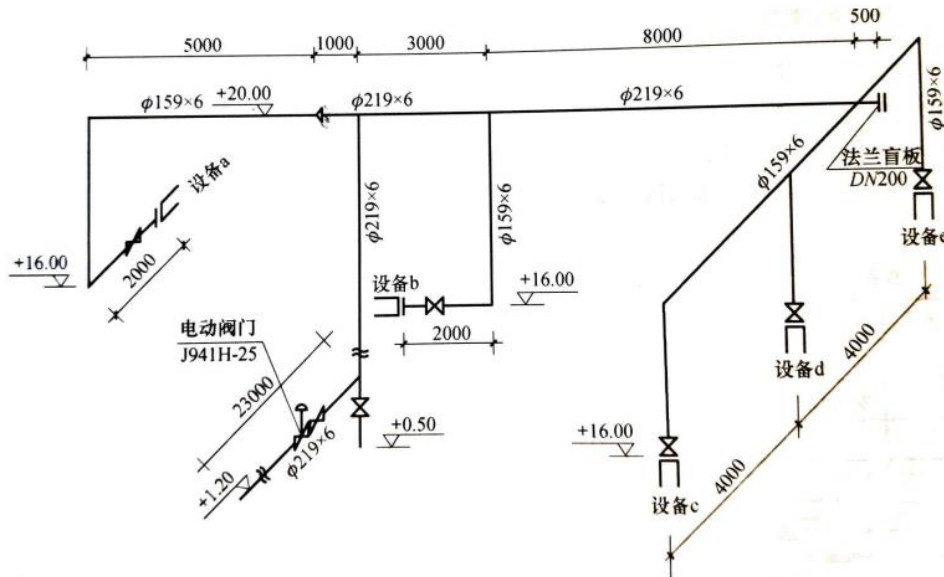 500
5000
1000
3000
8000
φ159×6
+20.00
φ219×6
φ219×6
φ159×6
设备a
φ219×6
φ159×6
φ159×6
法兰盲板
DN200
设备e
+16.00
2000
设备b
+16.00
2000
电动阀门
J941H-25
23000
设备d
4000
+0.50
φ219×6
+16.00
+1.20
设备c
4000